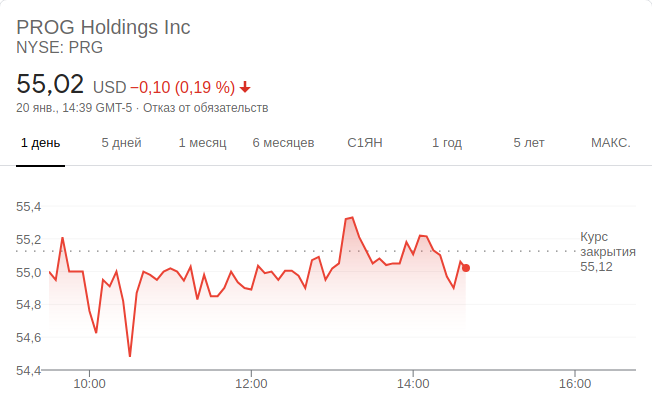 PROG Holdings Inc
NYSE: PRG
55,02 USD −0,10 (0,19 %)
20 янв., 14:39 GMT-5 · Отказ от обязательств
1 день 5 дней 1 месяц 6 месяцев С1ЯН 1 год 5 лет МАКС.
55,4
55,2
55,0
54,8
54,6
54,4
Курс
закрытия
55,12
10:00 12:00 14:00 16:00